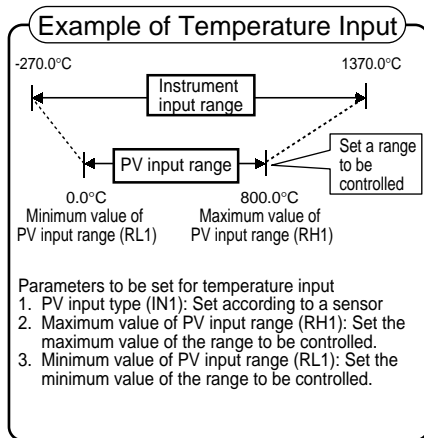 Example of Temperature Input
-270.0°C
1370.0°C
Instrument
input range
PV input range
Set a range
to be
controlled
0.0°C
Minimum value of
PV input range (RL1)
800.0°C
Maximum value of
PV input range (RH1)
Parameters to be set for temperature input
1. PV input type (IN1): Set according to a sensor
2. Maximum value of PV input range (RH1): Set the
maximum value of the range to be controlled.
3. Minimum value of PV input range (RL1): Set the
minimum value of the range to be controlled.